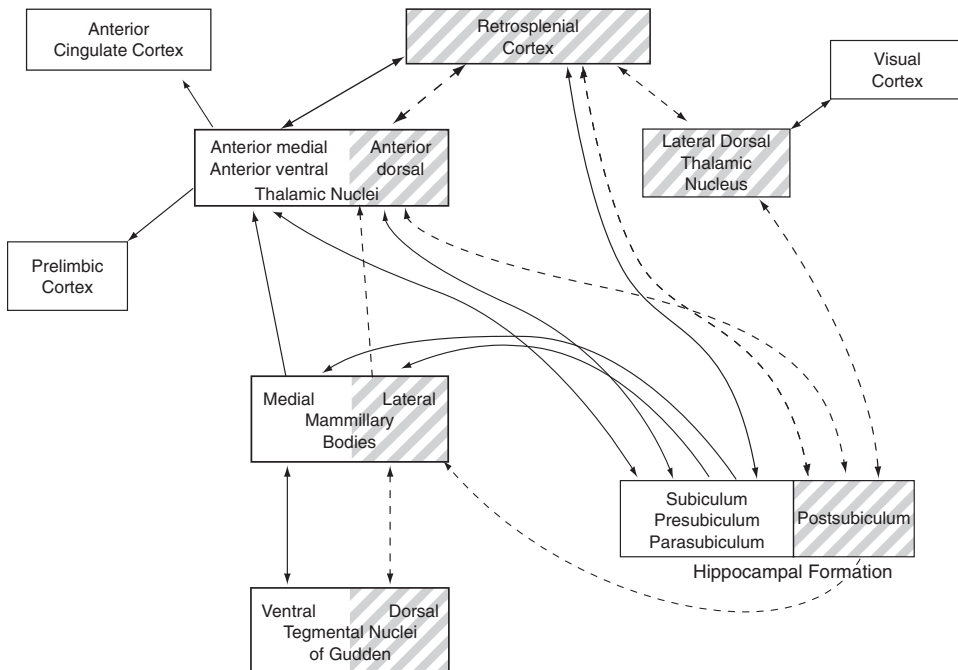 Anterior
Cingulate Cortex
Retrosplenial
Cortex
Visual
Cortex
Anterior medial
Anterior ventral
Anterior
dorsal
Thalamic Nuclei
Lateral Dorsal
Thalamic
Nucleus
Prelimbic
Cortex
Medial
Lateral
Mammillary
Bodies
Subiculum
Presubiculum
Parasubiculum
Postsubiculum
Hippocampal Formation
Ventral
Dorsal
Tegmental Nuclei
of Gudden